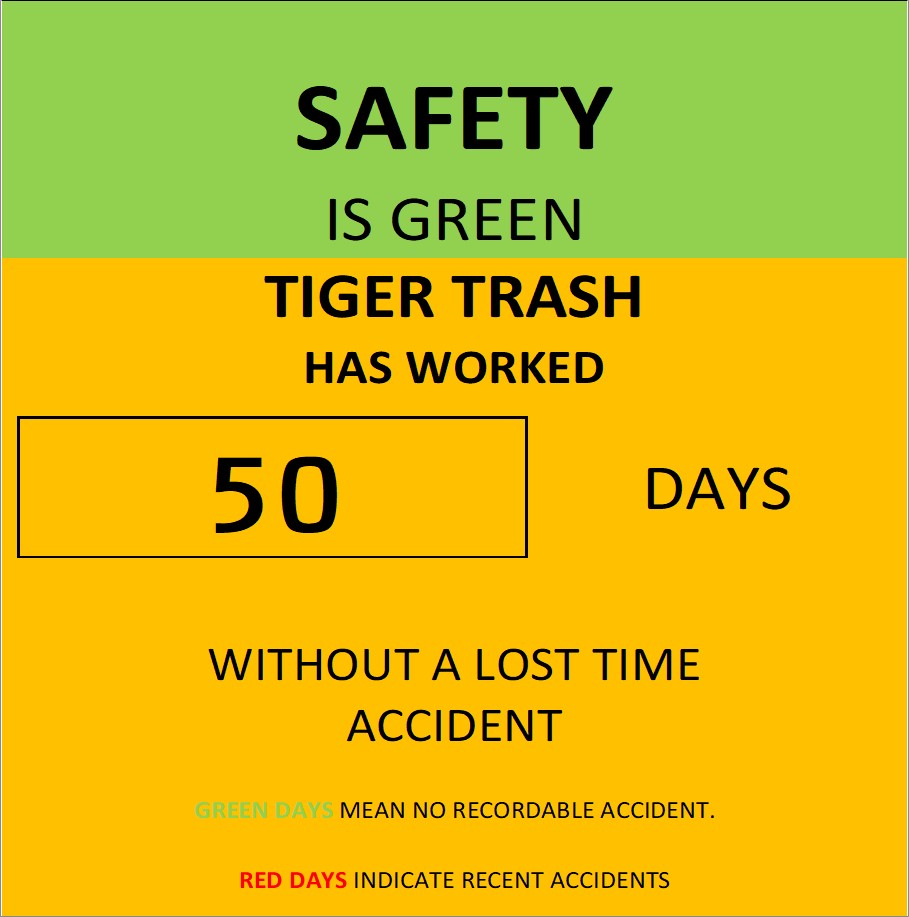 SAFETY
IS GREEN
TIGER TRASH
HAS WORKED
50 DAYS
WITHOUT A LOST TIME
ACCIDENT
GREEN DAYS MEAN NO RECORDABLE ACCIDENT.
RED DAYS INDICATE RECENT ACCIDENTS